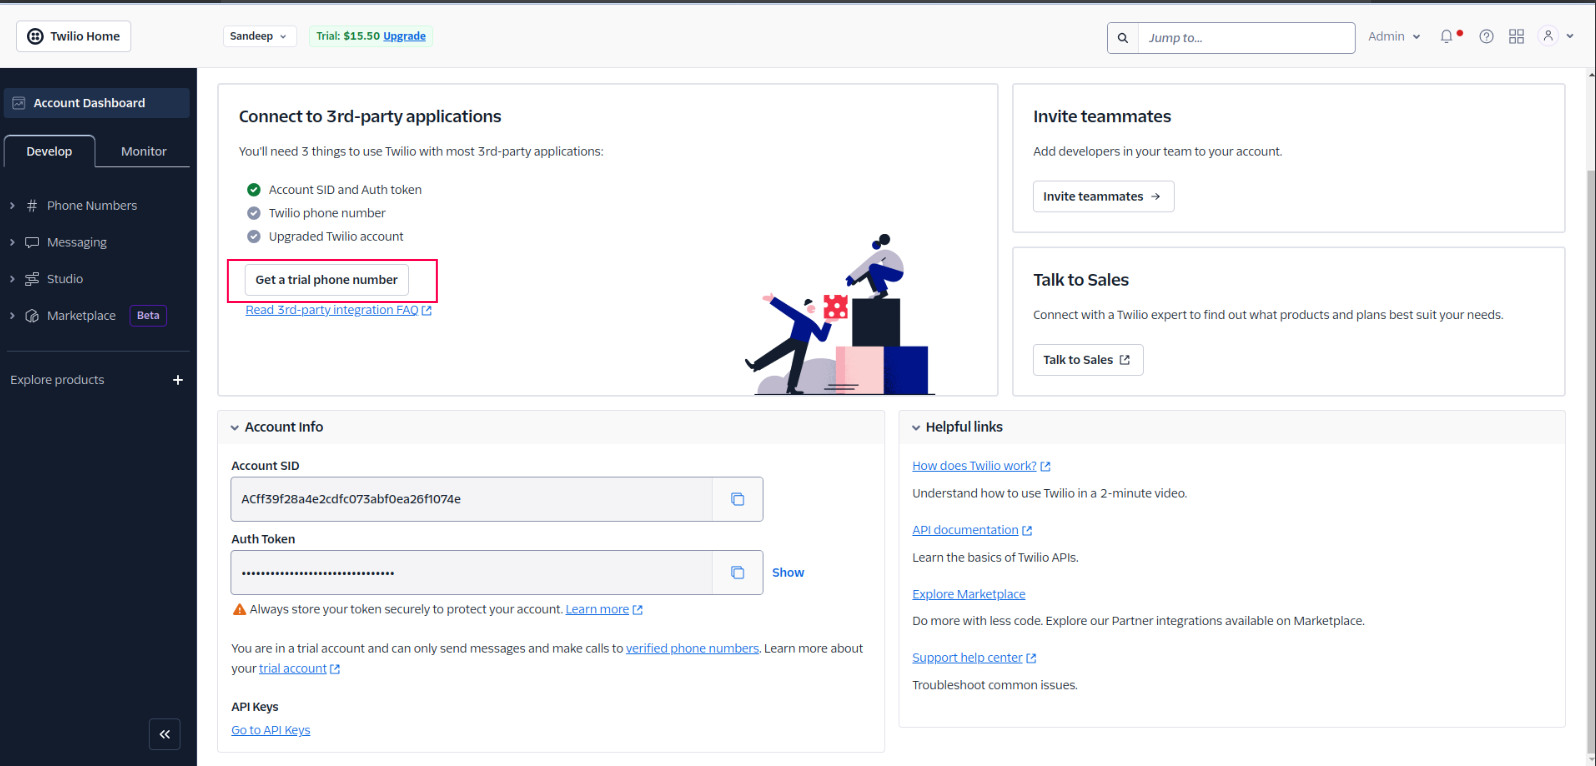 Twilio Home
Sandeep
Trial: $15.50 Upgrade
Jump to...
Admin
Account Dashboard
Develop
Monitor
Phone Numbers
Messaging
Studio
Marketplace
Beta
Explore products
Connect to 3rd-party applications
You'll need 3 things to use Twilio with most 3rd-party applications:
Account SID and Auth token
Twilio phone number
Upgraded Twilio account
Get a trial phone number
Read 3rd-party integration FAQ
Invite teammates
Add developers in your team to your account.
Invite teammates
Talk to Sales
Connect with a Twilio expert to find out what products and plans best suit your needs.
Talk to Sales
Account Info
Account SID
ACff39f28a4e2cdfc073abf0ea26f1074e
Auth Token
••••••••••••••••••••••••••••••••
Show
Always store your token securely to protect your account. Learn more
You are in a trial account and can only send messages and make calls to verified phone numbers. Learn more about
your trial account
API Keys
Go to API Keys
Helpful links
How does Twilio work?
Understand how to use Twilio in a 2-minute video.
API documentation
Learn the basics of Twilio APIs.
Explore Marketplace
Do more with less code. Explore our Partner integrations available on Marketplace.
Support help center
Troubleshoot common issues.